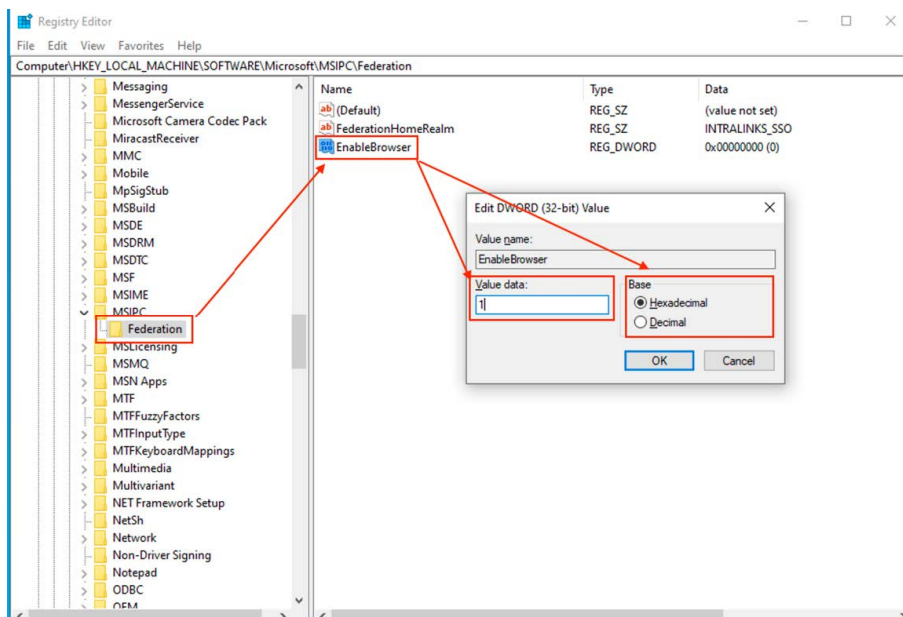 Registry Editor
File Edit View Favorites Help
Computer\HKEY_LOCAL_MACHINE\SOFTWARE\Microsoft\MSIPC\Federation
Messaging
MessengerService
Microsoft Camera Codec Pack
MiracastReceiver
MMC
Mobile
MpSigStub
MSBuild
MSDE
MSDRM
MSDTC
MSF
MSIME
MSIPC
Federation
MSLicensing
MSMQ
MSN Apps
MTF
MTFFuzzyFactors
MTFInputType
MTFKeyboardMappings
Multimedia
Multivariant
NET Framework Setup
NetSh
Network
Non-Driver Signing
Notepad
ODBC
OEM
Name Type Data
(Default) REG_SZ (value not set)
FederationHomeRealm REG_SZ INTRALINKS_SSO
EnableBrowser REG_DWORD 0x00000000 (0)
Edit DWORD (32-bit) Value
Value name:
EnableBrowser
Value data:
1
Base
Hexadecimal
Decimal
OK Cancel